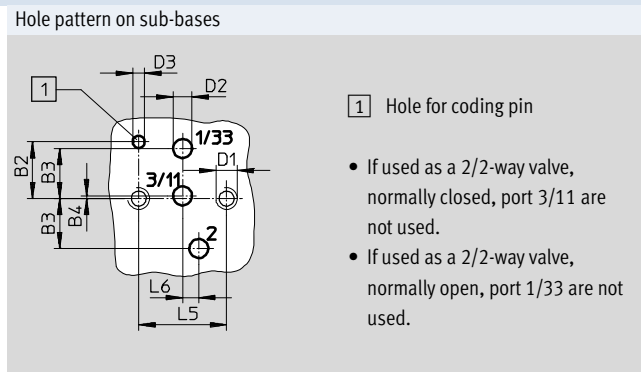 Hole pattern on sub-bases
D3
1
D2
1/33
D1
B2
B3
3/11
B4
B3
2
L6
L5
1 Hole for coding pin
• If used as a 2/2-way valve,
normally closed, port 3/11 are
not used.
• If used as a 2/2-way valve,
normally open, port 1/33 are not
used.